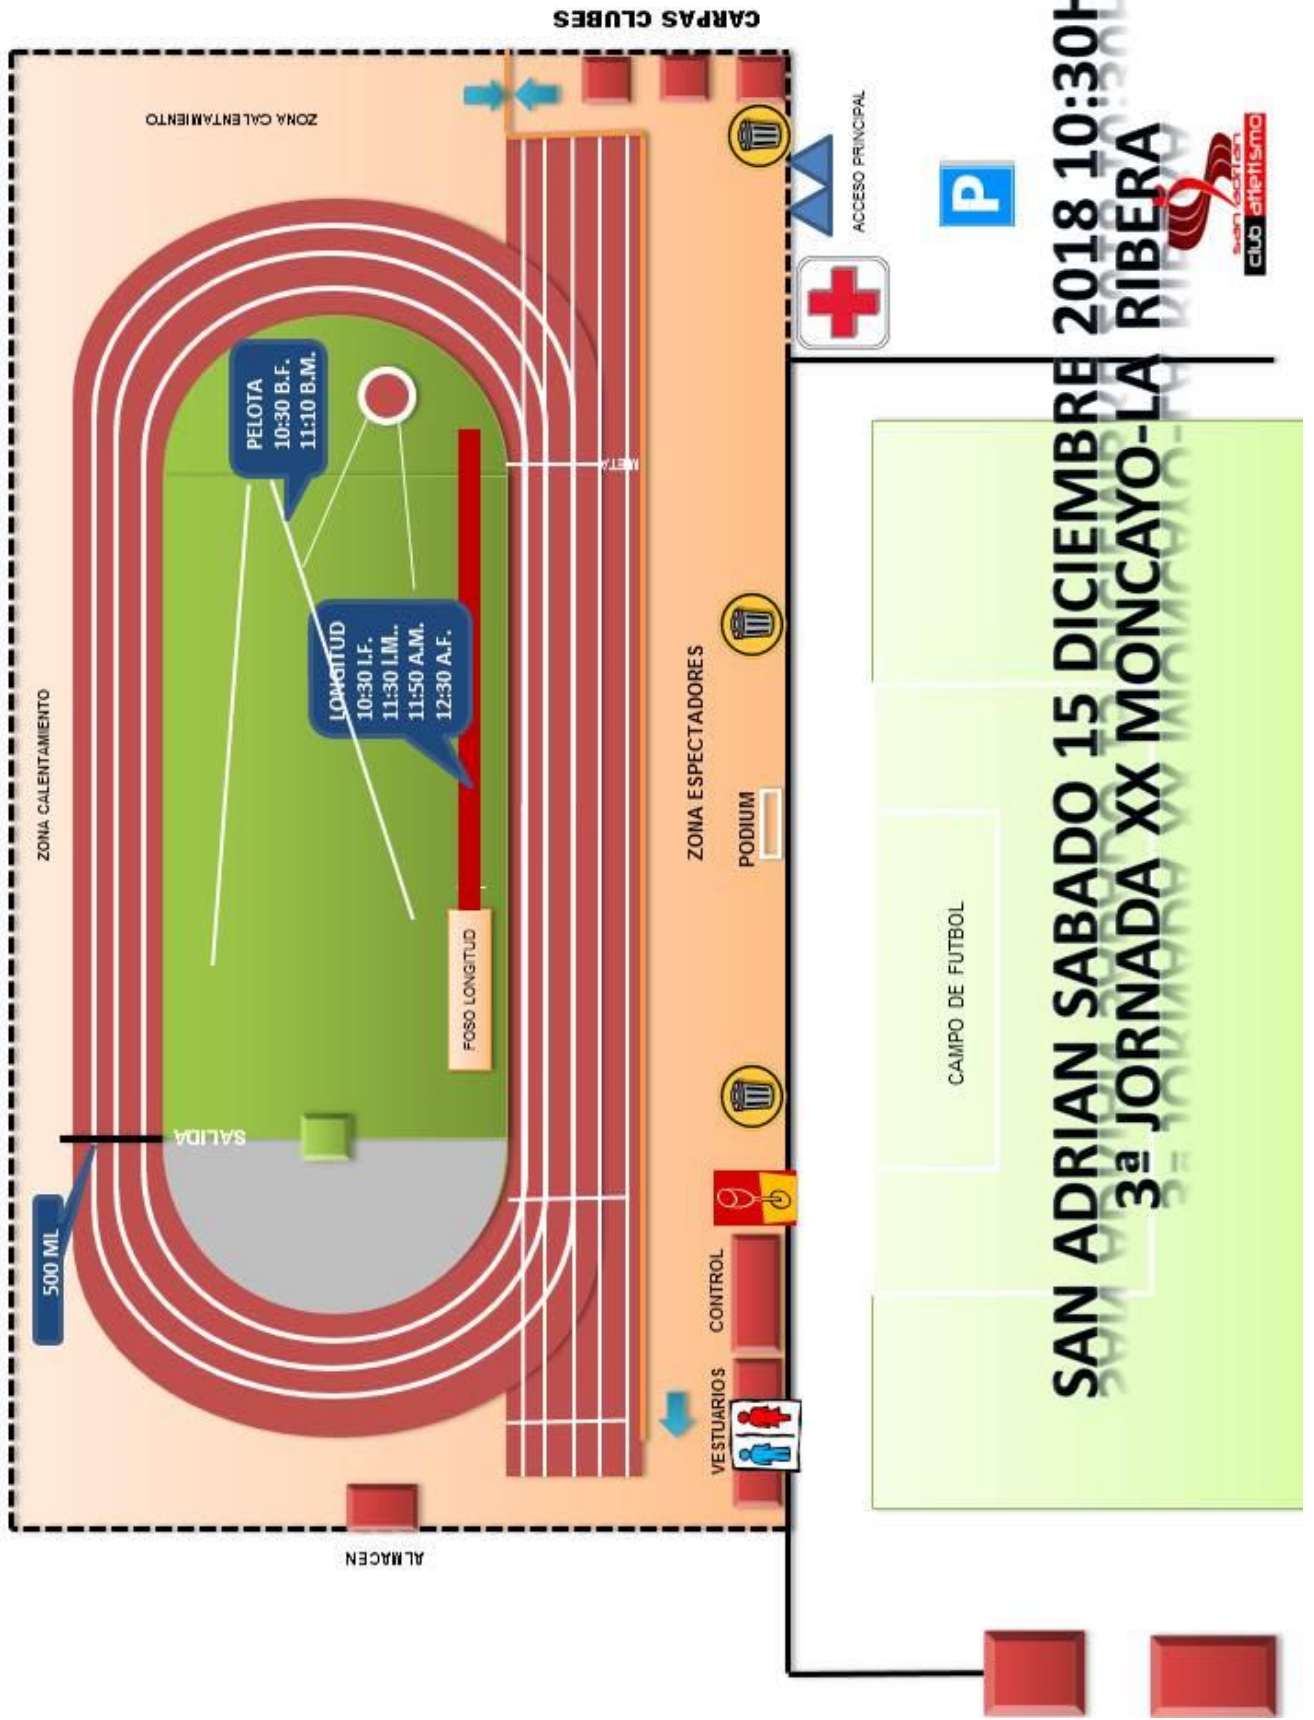 ZONA CALENTAMIENTO
500 ML
SALIDA
PELOTA
10:30 B.F.
11:10 B.M.
LONGITUD
10:30 I.F.
11:30 I.M..
11:50 A.M.
12:30 A.F.
FOSO LONGITUD
META
ZONA CALENTAMIENTO
CARPAS CLUBES
ALMACEN
ZONA ESPECTADORES
PODIUM
VESTUARIOS
CONTROL
ACCESO PRINCIPAL
P
CAMPO DE FUTBOL
SAN ADRIAN SABADO 15 DICIEMBRE 2018 10:30H
3ª JORNADA XX MONCAYO-LA RIBERA
san adrian
club atletismo